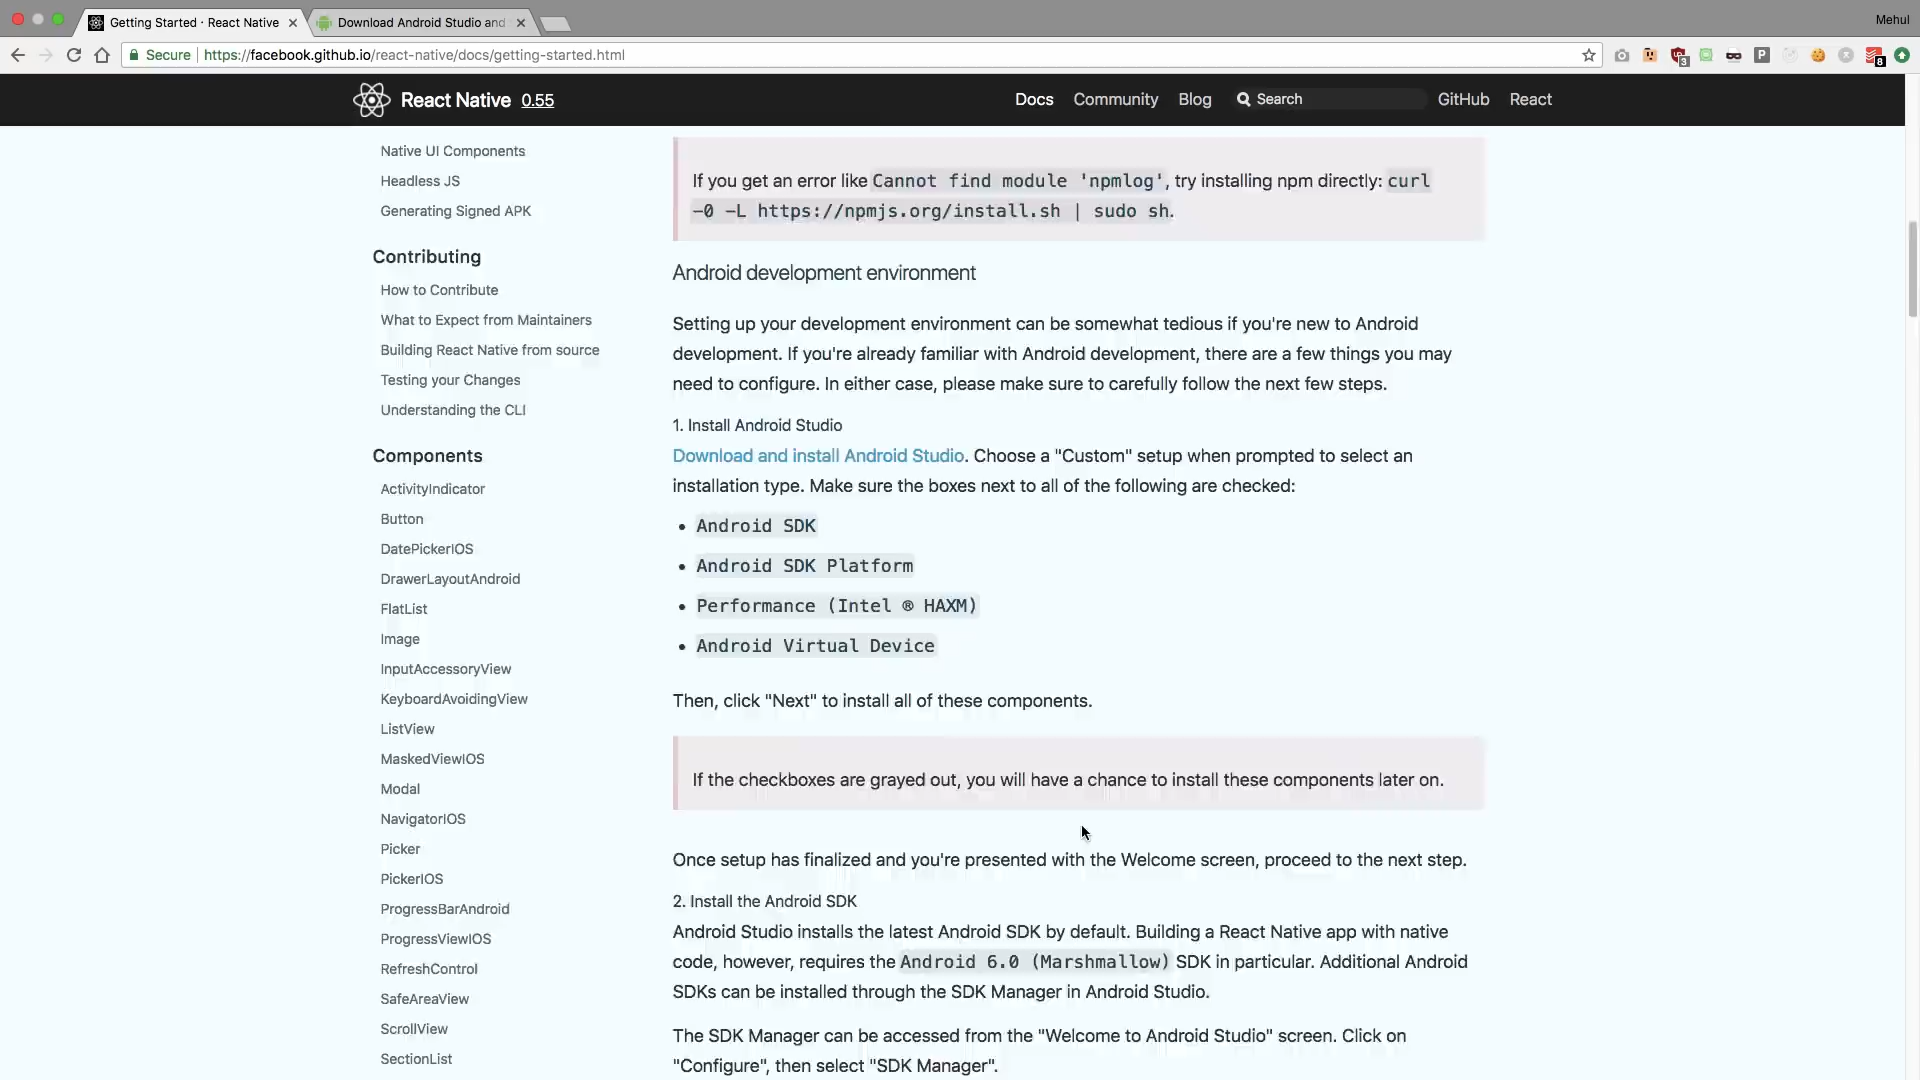 Getting Started · React Native
Download Android Studio and
Mehul
Secure
https://facebook.github.io/react-native/docs/getting-started.html
3
P
8
React Native 0.55
Docs
Community
Blog
Search
GitHub
React
Native UI Components
Headless JS
Generating Signed APK
Contributing
How to Contribute
What to Expect from Maintainers
Building React Native from source
Testing your Changes
Understanding the CLI
Components
ActivityIndicator
Button
DatePickerIOS
DrawerLayoutAndroid
FlatList
Image
InputAccessoryView
KeyboardAvoidingView
ListView
MaskedViewIOS
Modal
NavigatorIOS
Picker
PickerIOS
ProgressBarAndroid
ProgressViewIOS
RefreshControl
SafeAreaView
ScrollView
SectionList
If you get an error like Cannot find module 'npmlog', try installing npm directly: curl
-0 -L https://npmjs.org/install.sh | sudo sh.
Android development environment
Setting up your development environment can be somewhat tedious if you're new to Android
development. If you're already familiar with Android development, there are a few things you may
need to configure. In either case, please make sure to carefully follow the next few steps.
1. Install Android Studio
Download and install Android Studio. Choose a "Custom" setup when prompted to select an
installation type. Make sure the boxes next to all of the following are checked:
• Android SDK
• Android SDK Platform
• Performance (Intel ® HAXM)
• Android Virtual Device
Then, click "Next" to install all of these components.
If the checkboxes are grayed out, you will have a chance to install these components later on.
Once setup has finalized and you're presented with the Welcome screen, proceed to the next step.
2. Install the Android SDK
Android Studio installs the latest Android SDK by default. Building a React Native app with native
code, however, requires the Android 6.0 (Marshmallow) SDK in particular. Additional Android
SDKs can be installed through the SDK Manager in Android Studio.
The SDK Manager can be accessed from the "Welcome to Android Studio" screen. Click on
"Configure", then select "SDK Manager".